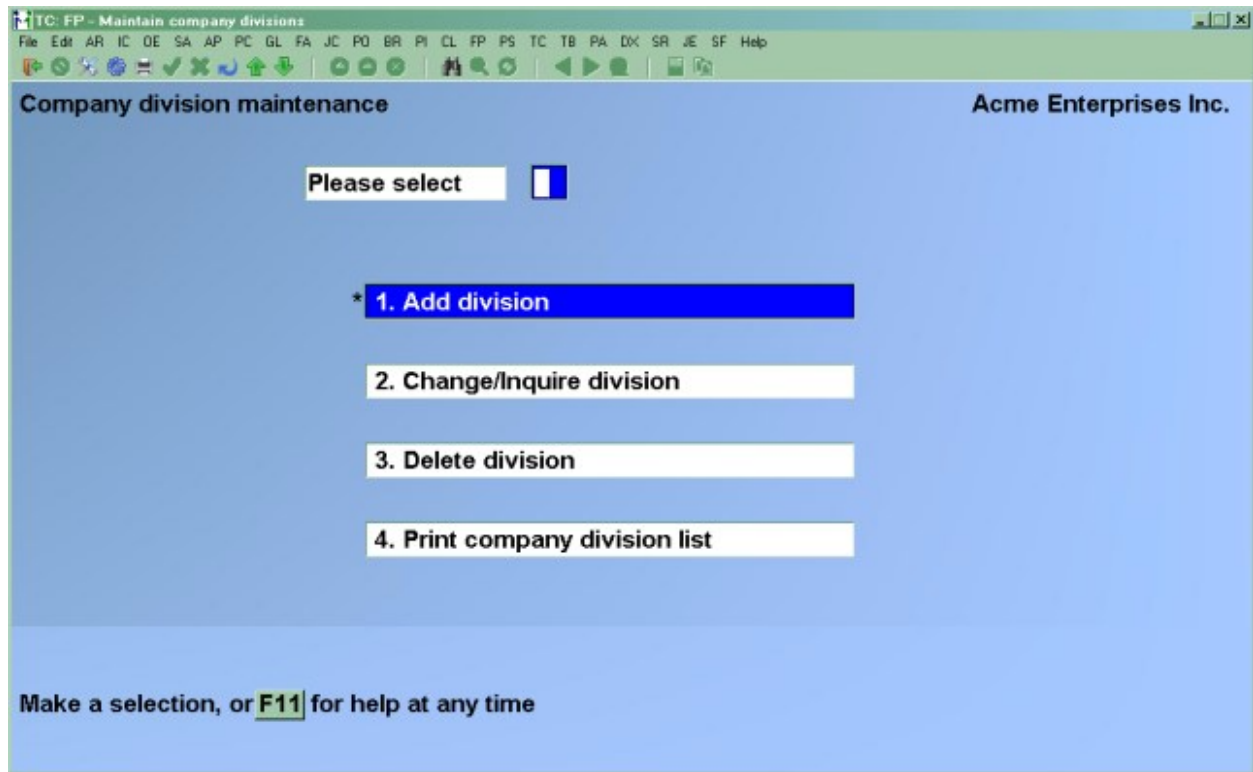 TC: FP - Maintain company divisions
File Edit AR IC OE SA AP PC GL FA JC PO BR PI CL FP PS TC TB PA DX SR JE SF Help
Company division maintenance Acme Enterprises Inc.
Please select
* 1. Add division
2. Change/Inquire division
3. Delete division
4. Print company division list
Make a selection, or F11 for help at any time